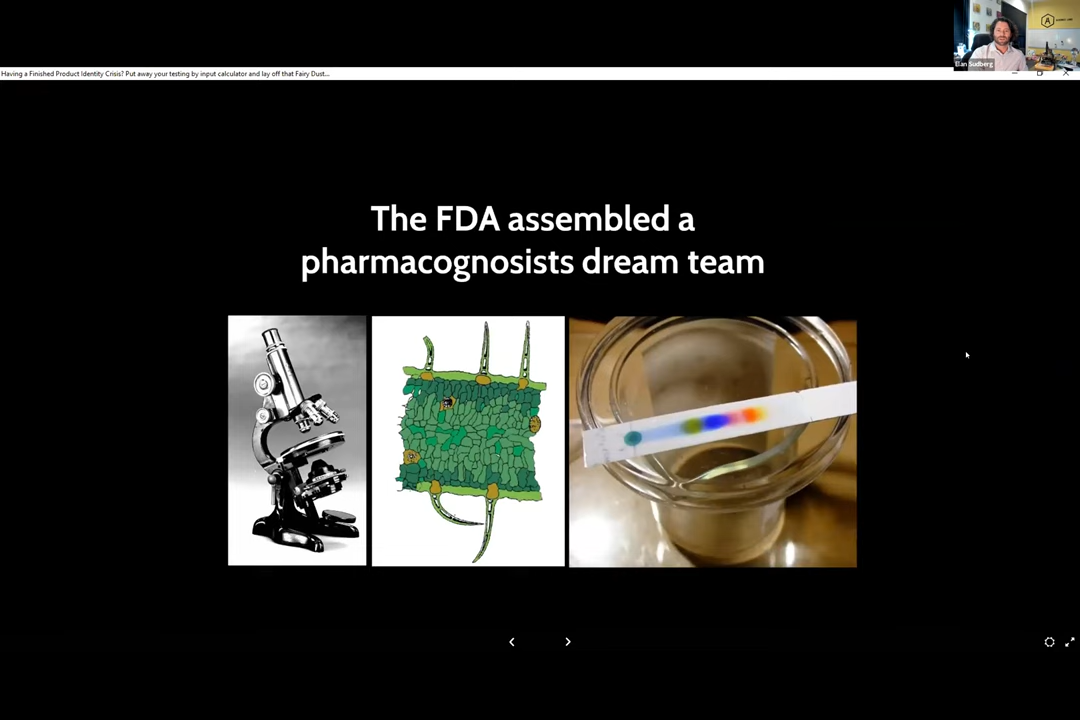 Having a Finished Product Identity Crisis? Put away your testing by input calculator and lay off that Fairy Dust...
Elan Sudberg
The FDA assembled a
pharmacognosists dream team